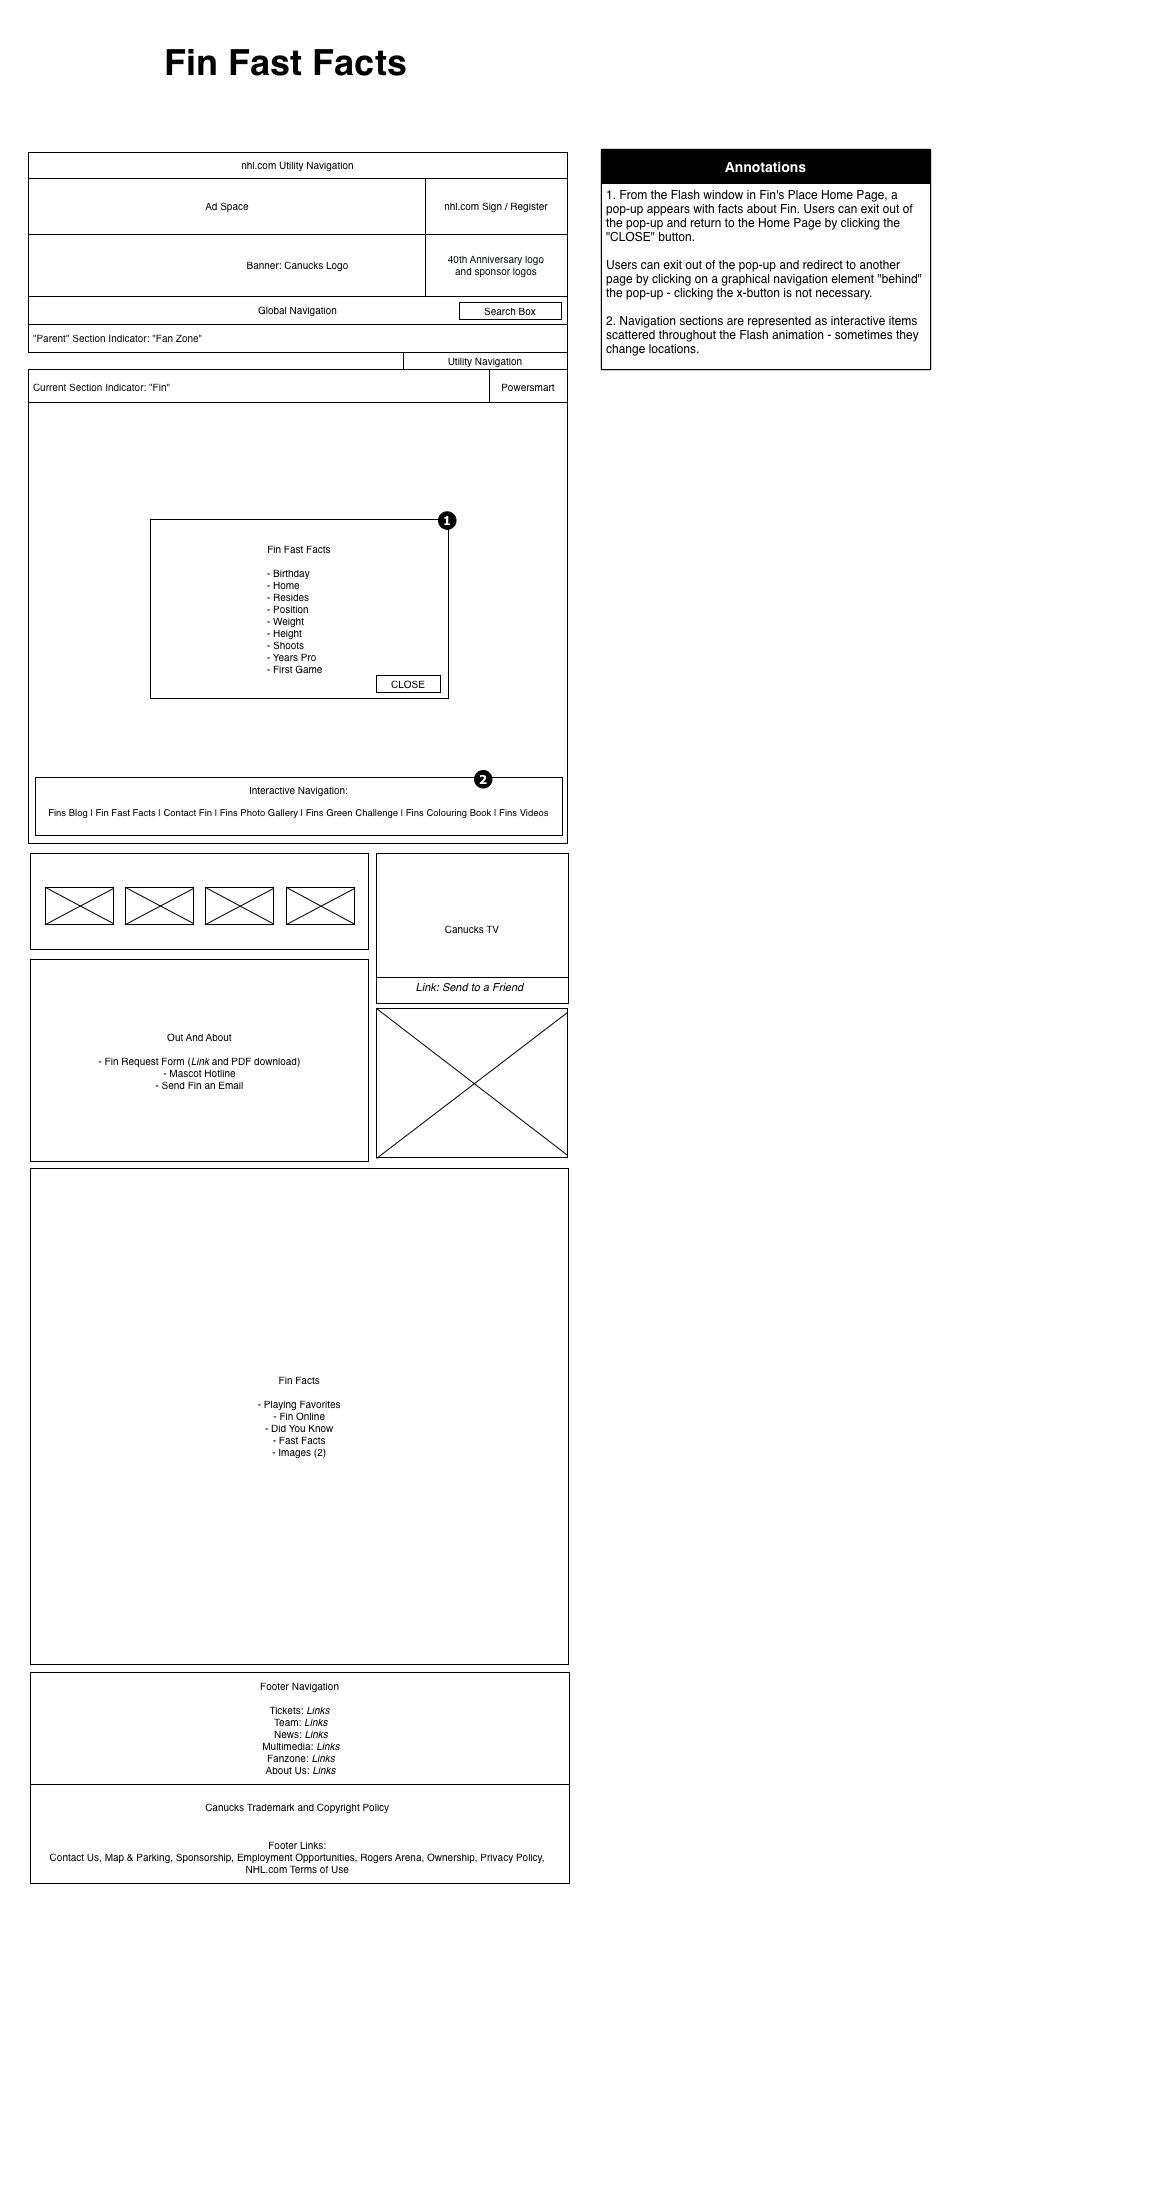 Fin Fast Facts
nhl.com Utility Navigation
Ad Space
nhl.com Sign / Register
Banner: Canucks Logo
40th Anniversary logo
and sponsor logos
Global Navigation
Search Box
"Parent" Section Indicator: "Fan Zone"
Utility Navigation
Current Section Indicator: "Fin"
Powersmart
1
Fin Fast Facts
- Birthday
- Home
- Resides
- Position
- Weight
- Height
- Shoots
- Years Pro
- First Game
CLOSE
2
Interactive Navigation:
Fins Blog I Fin Fast Facts I Contact Fin I Fins Photo Gallery I Fins Green Challenge I Fins Colouring Book I Fins Videos
Canucks TV
Link: Send to a Friend
Out And About
- Fin Request Form (Link and PDF download)
- Mascot Hotline
- Send Fin an Email
Fin Facts
- Playing Favorites
- Fin Online
- Did You Know
- Fast Facts
- Images (2)
Footer Navigation
Tickets: Links
Team: Links
News: Links
Multimedia: Links
Fanzone: Links
About Us: Links
Canucks Trademark and Copyright Policy
Footer Links:
Contact Us, Map & Parking, Sponsorship, Employment Opportunities, Rogers Arena, Ownership, Privacy Policy,
NHL.com Terms of Use
Annotations
1. From the Flash window in Fin's Place Home Page, a
pop-up appears with facts about Fin. Users can exit out of
the pop-up and return to the Home Page by clicking the
"CLOSE" button.
Users can exit out of the pop-up and redirect to another
page by clicking on a graphical navigation element "behind"
the pop-up - clicking the x-button is not necessary.
2. Navigation sections are represented as interactive items
scattered throughout the Flash animation - sometimes they
change locations.